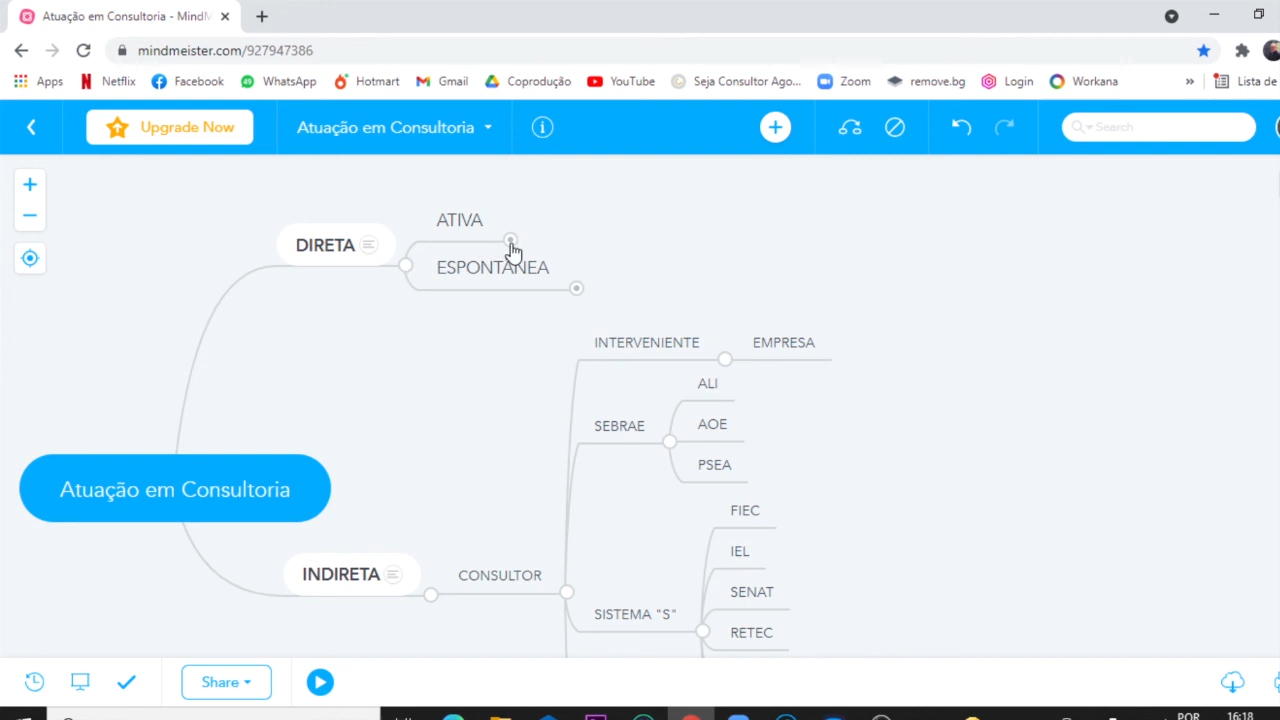 Atuação em Consultoria - MindM
mindmeister.com/927947386
Apps Netflix Facebook WhatsApp Hotmart Gmail Coprodução YouTube Seja Consultor Ago... Zoom remove.bg Login Workana » Lista de
Upgrade Now Atuação em Consultoria Search
ATIVA
DIRETA
ESPONTÂNEA
INTERVENIENTE EMPRESA
ALI
SEBRAE AOE
PSEA
Atuação em Consultoria
FIEC
IEL
INDIRETA CONSULTOR
SENAT
SISTEMA "S"
RETEC
Share
POR 16:18